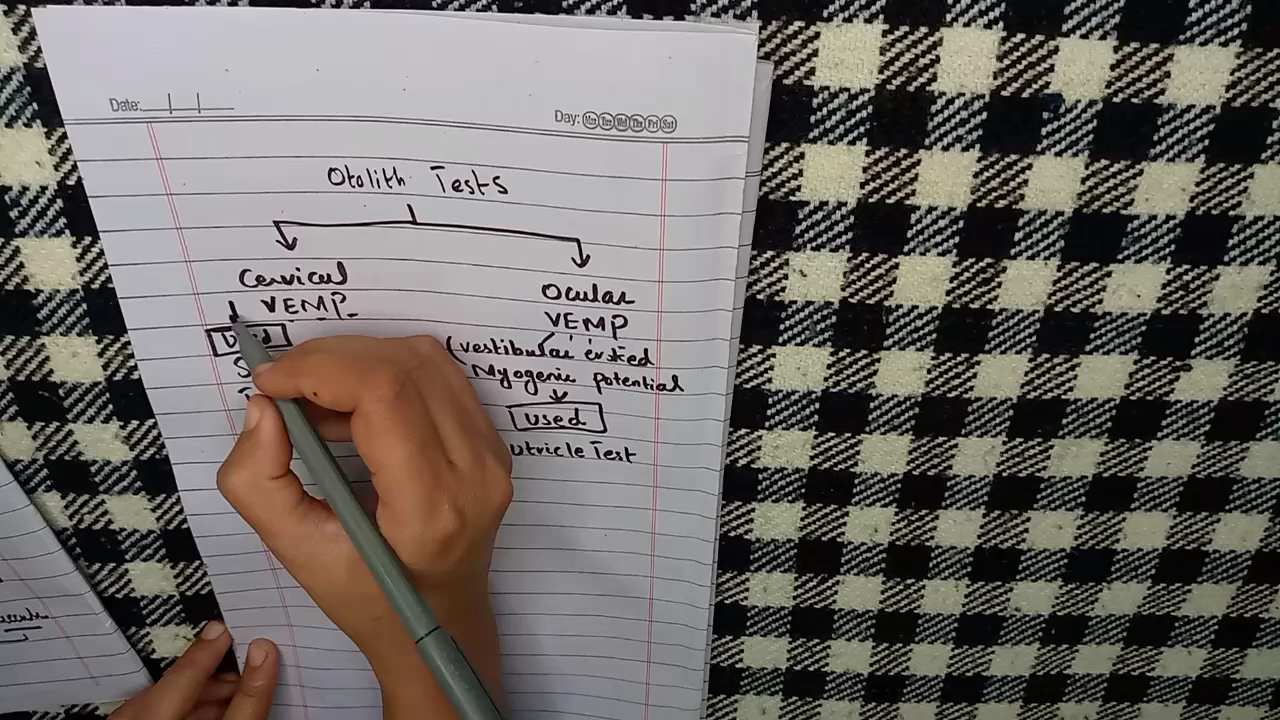 Date:
Day: Mon Tue Wed Thu Fri Sat
Otolith Tests
Cervical
VEMP
Used
Ocular
VEMP
(vestibular evoked
Myogenic potential
Used
Utricle Test